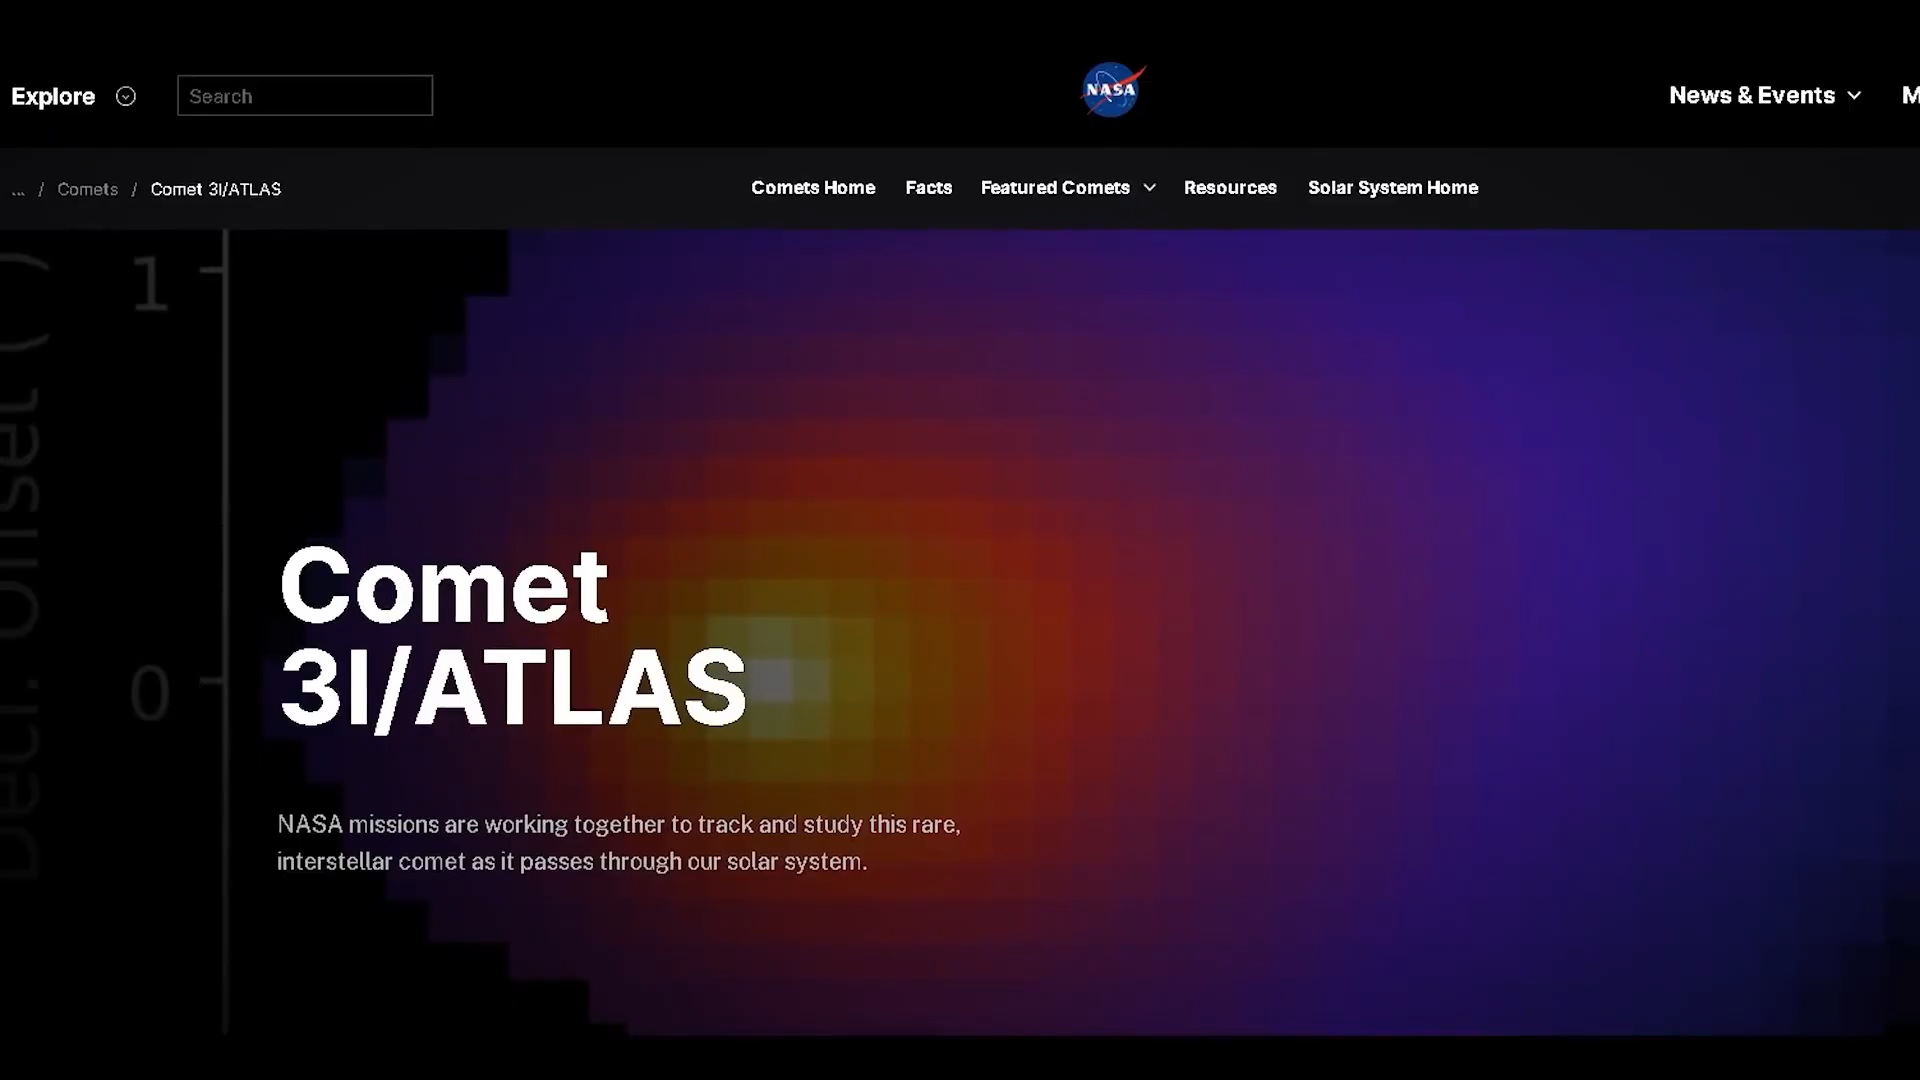 Explore
Search
NASA
News & Events
M
... / Comets / Comet 3I/ATLAS
Comets Home
Facts
Featured Comets
Resources
Solar System Home
1
0
Comet
3I/ATLAS
NASA missions are working together to track and study this rare,
interstellar comet as it passes through our solar system.